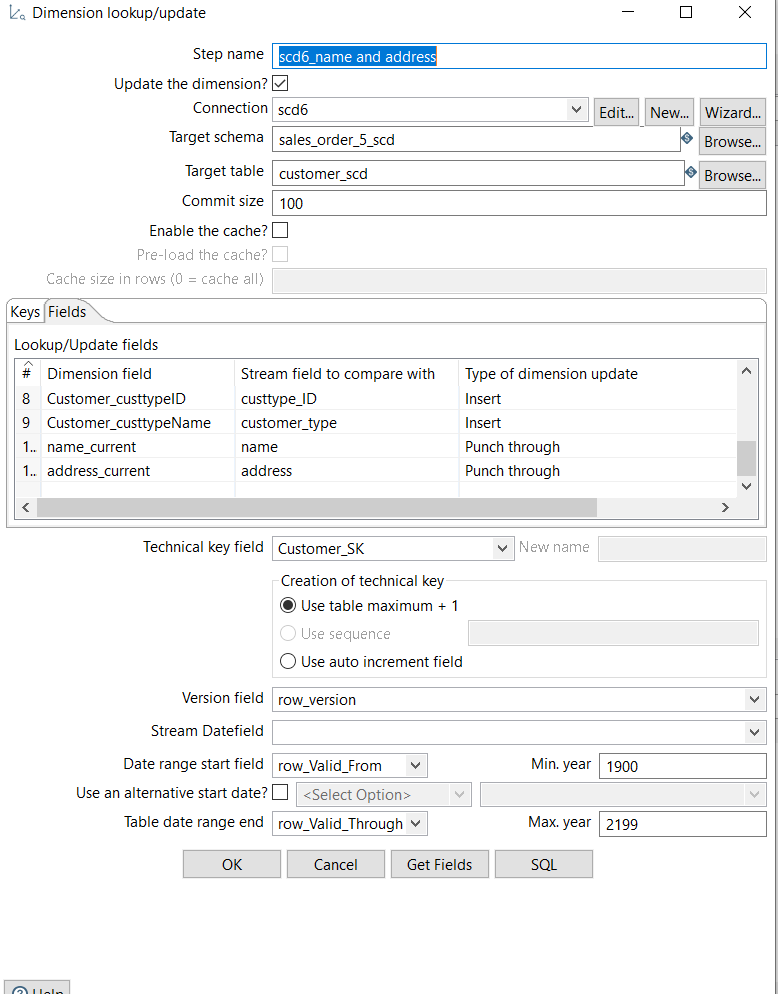 Dimension lookup/update
Step name scd6_name and address
Update the dimension?
Connection scd6 Edit... New... Wizard...
Target schema sales_order_5_scd Browse...
Target table customer_scd Browse...
Commit size 100
Enable the cache?
Pre-load the cache?
Cache size in rows (0 = cache all)
Keys Fields
Lookup/Update fields
# Dimension field Stream field to compare with Type of dimension update
8 Customer_custtypeID custtype_ID Insert
9 Customer_custtypeName customer_type Insert
1.. name_current name Punch through
1.. address_current address Punch through
Technical key field Customer_SK New name
Creation of technical key
Use table maximum + 1
Use sequence
Use auto increment field
Version field row_version
Stream Datefield
Date range start field row_Valid_From Min. year 1900
Use an alternative start date? <Select Option>
Table date range end row_Valid_Through Max. year 2199
OK Cancel Get Fields SQL
Help